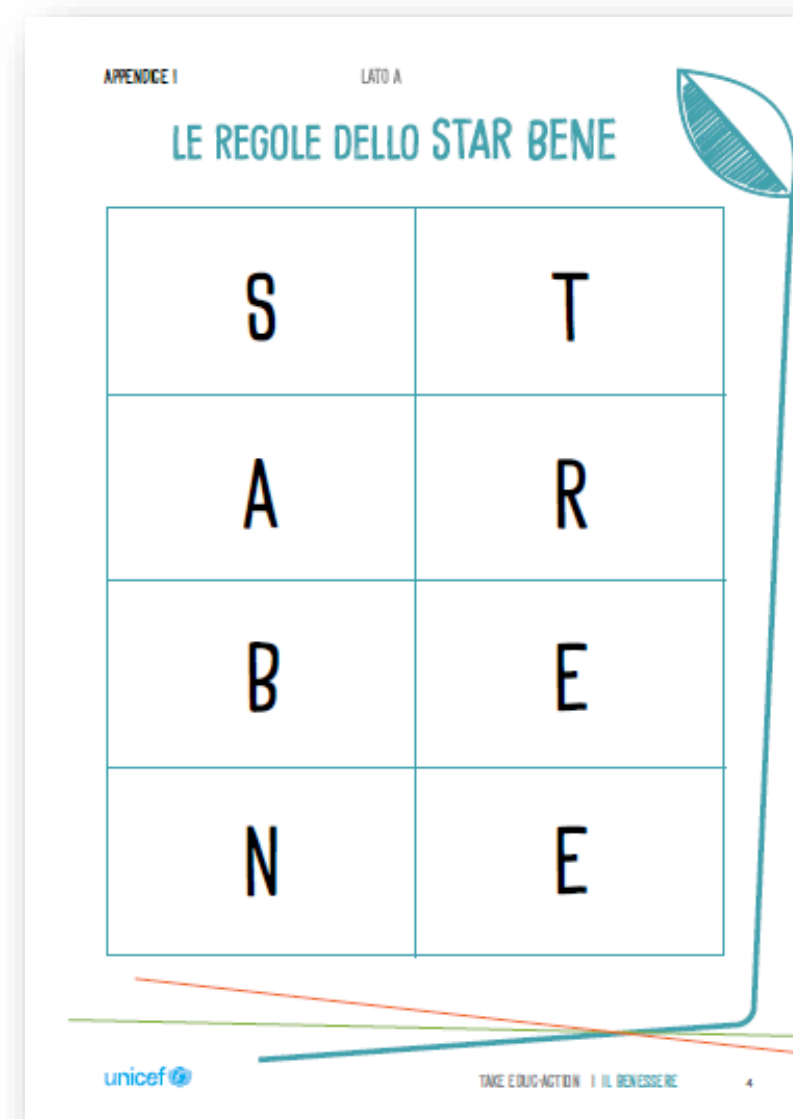 APPENDICE 1 LATO A
LE REGOLE DELLO STAR BENE
S T
A R
B E
N E
unicef TAKE EDUC-ACTION | IL BENESSERE 4